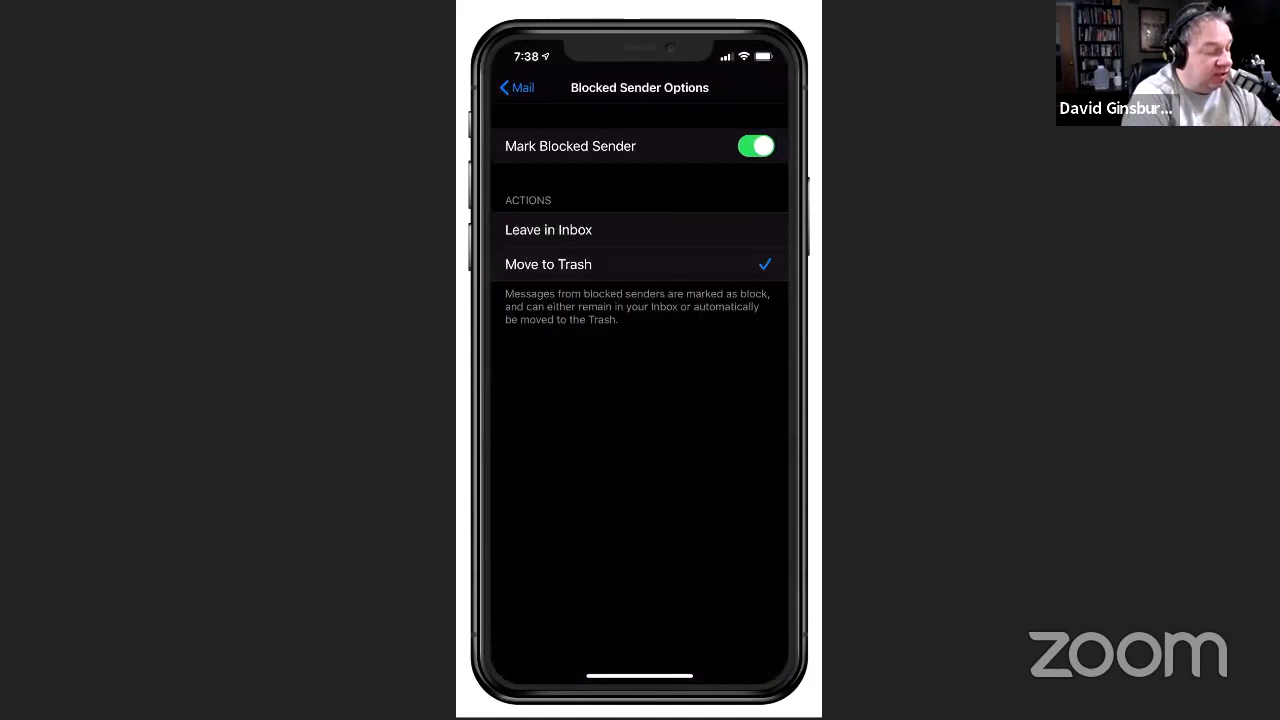 7:38
Mail
Blocked Sender Options
Mark Blocked Sender
ACTIONS
Leave in Inbox
Move to Trash
Messages from blocked senders are marked as block,
and can either remain in your Inbox or automatically
be moved to the Trash.
David Ginsbur...
zoom